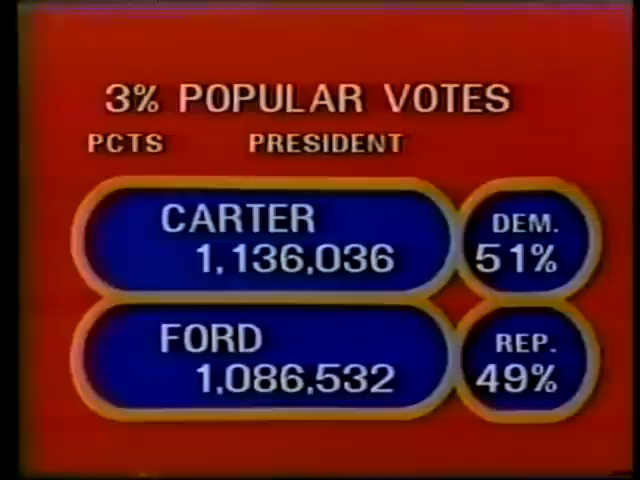 3% POPULAR VOTES
PCTS PRESIDENT
CARTER
1,136,036
DEM.
51%
FORD
1,086,532
REP.
49%